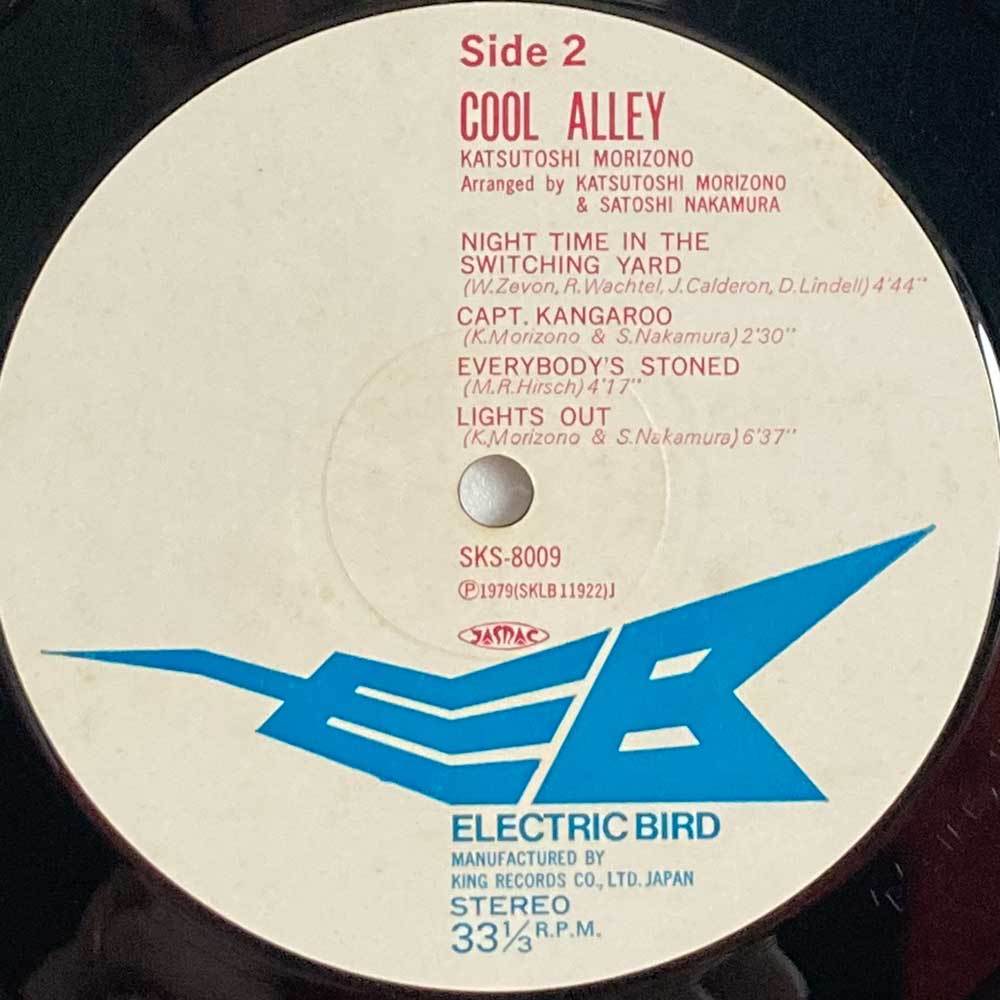 Side 2
COOL ALLEY
KATSUTOSHI MORIZONO
Arranged by KATSUTOSHI MORIZONO
& SATOSHI NAKAMURA
NIGHT TIME IN THE
SWITCHING YARD
(W.Zevon, R.Wachtel, J.Calderon, D.Lindell) 4'44"
CAPT. KANGAROO
(K.Morizono & S.Nakamura) 2'30"
EVERYBODY'S STONED
(M.R.Hirsch) 4'17"
LIGHTS OUT
(K.Morizono & S.Nakamura) 6'37"
SKS-8009
Ⓟ1979(SKLB 11922)J
JASRAC
EB
ELECTRIC BIRD
MANUFACTURED BY
KING RECORDS CO., LTD. JAPAN
STEREO
33 1/3 R.P.M.